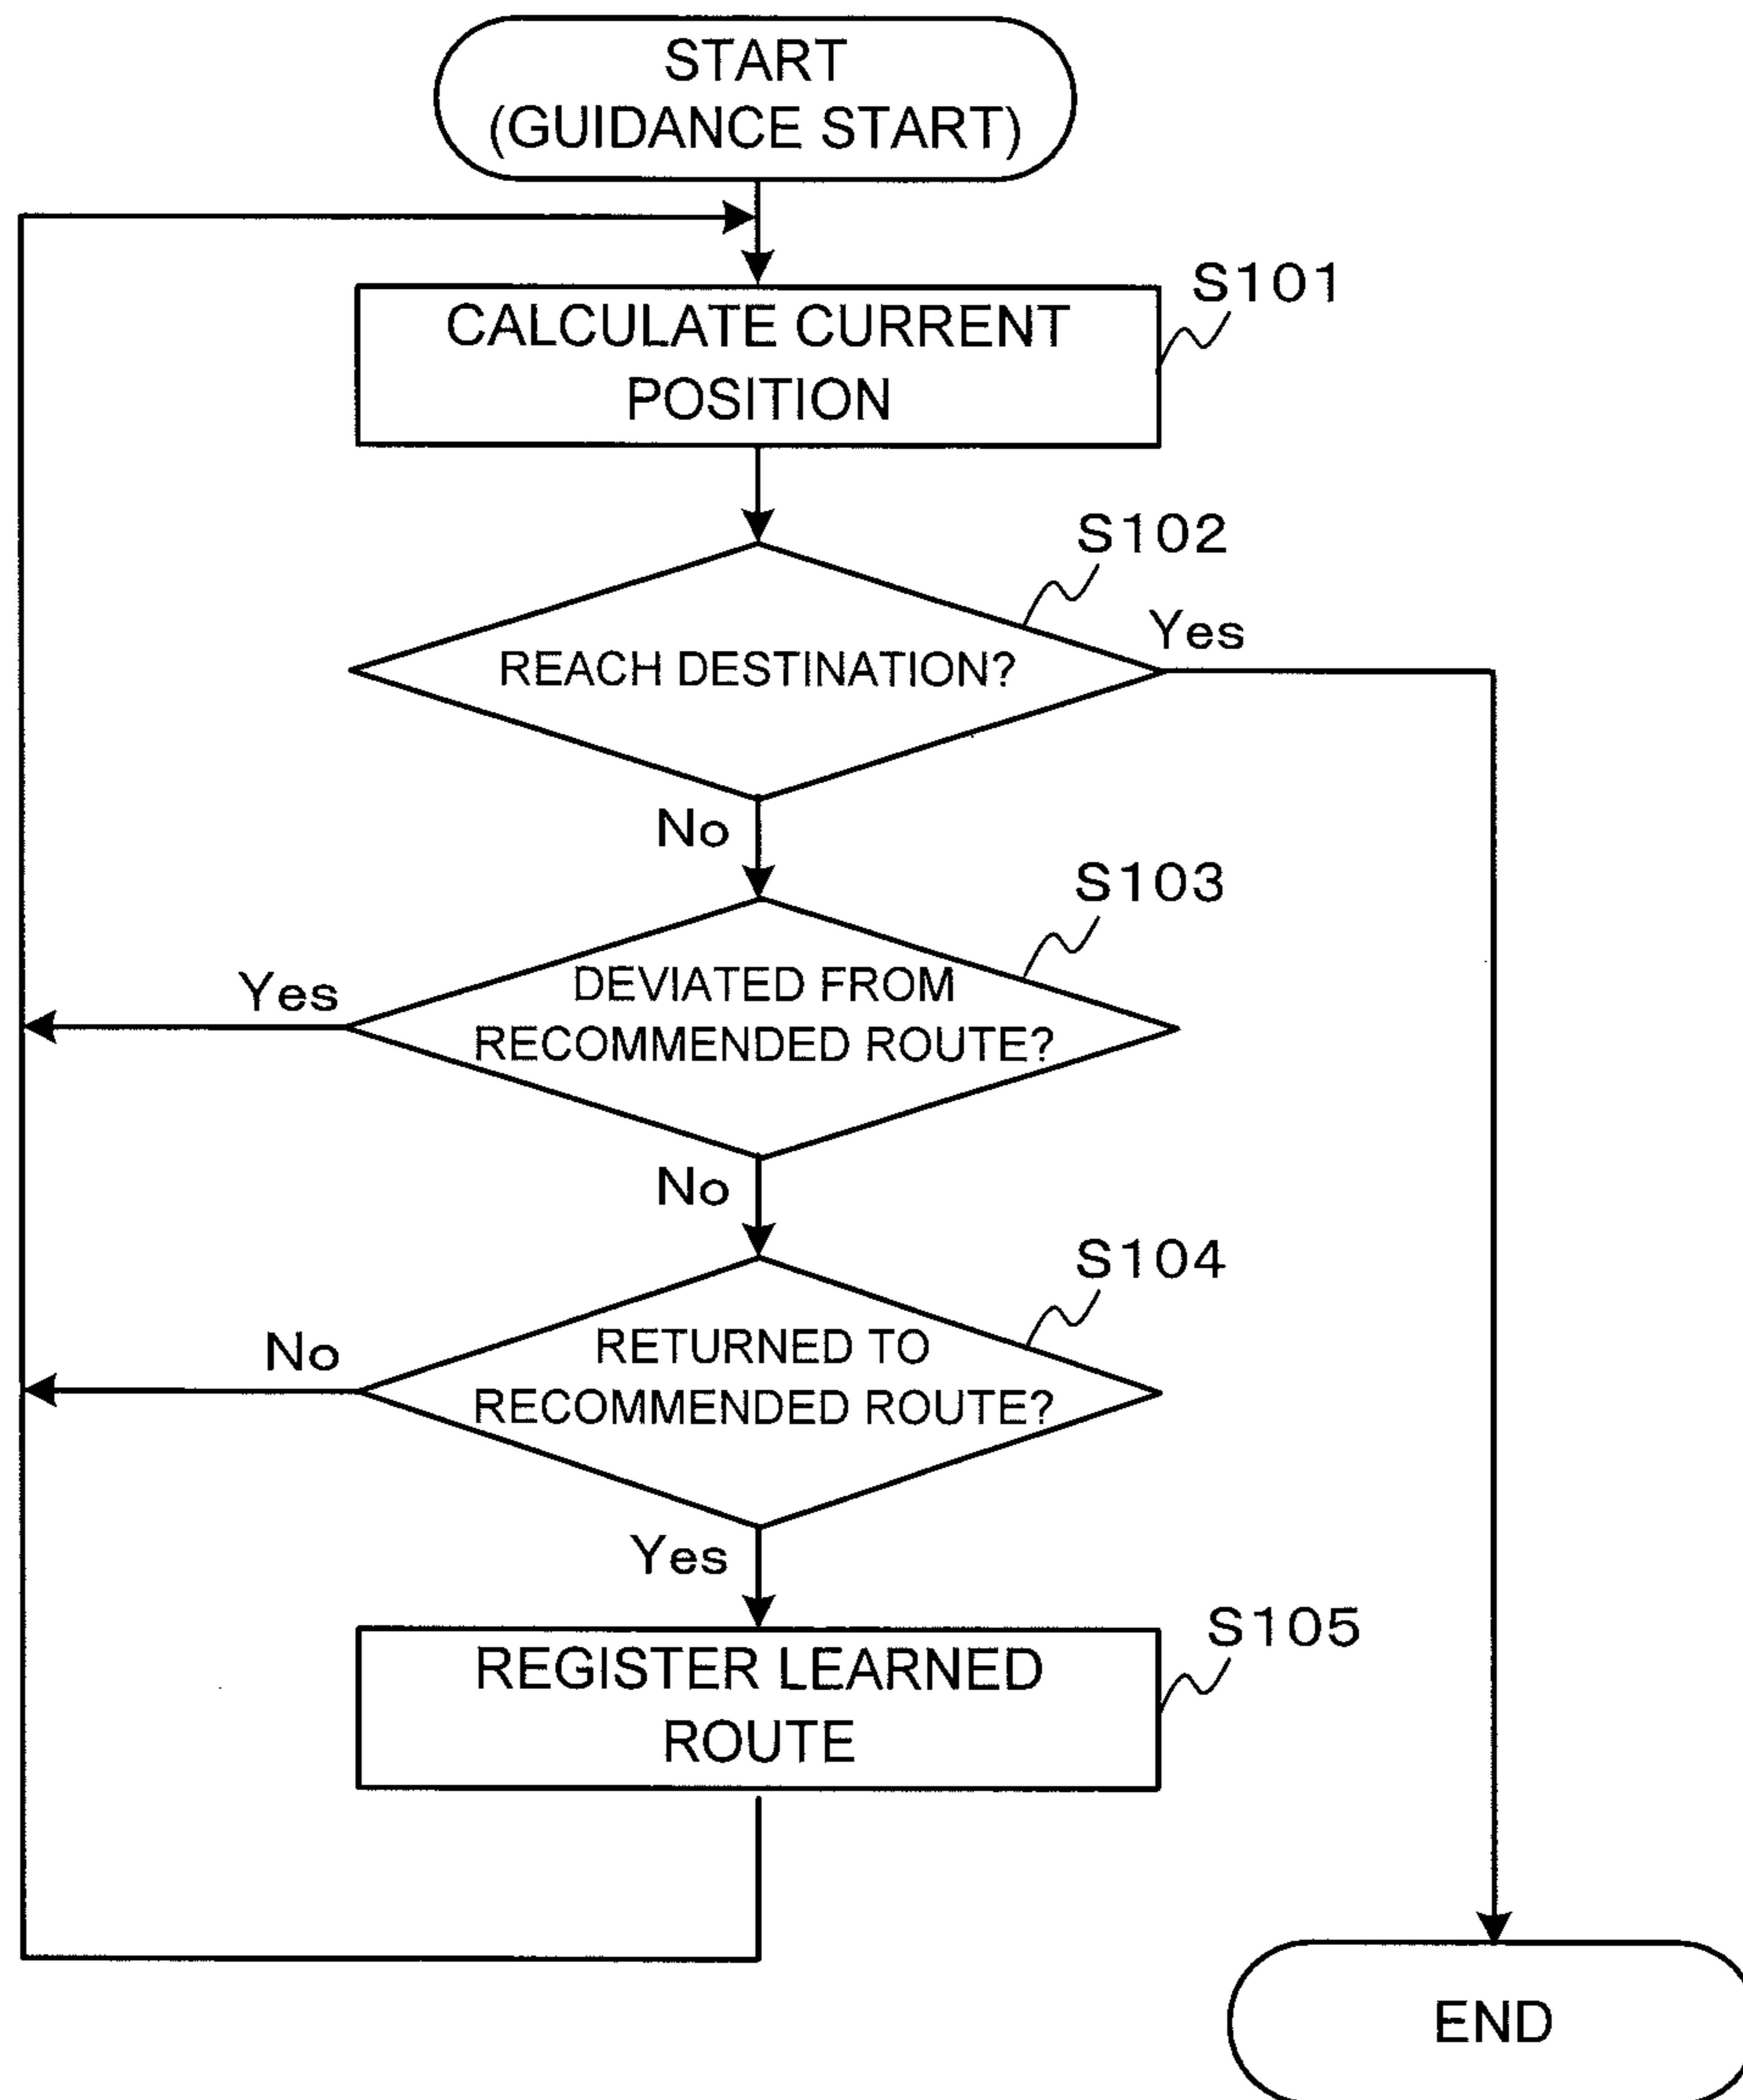 START
(GUIDANCE START)
CALCULATE CURRENT
POSITION
S101
S102
REACH DESTINATION?
Yes
No
S103
DEVIATED FROM
RECOMMENDED ROUTE?
Yes
No
S104
RETURNED TO
RECOMMENDED ROUTE?
No
Yes
S105
REGISTER LEARNED
ROUTE
END